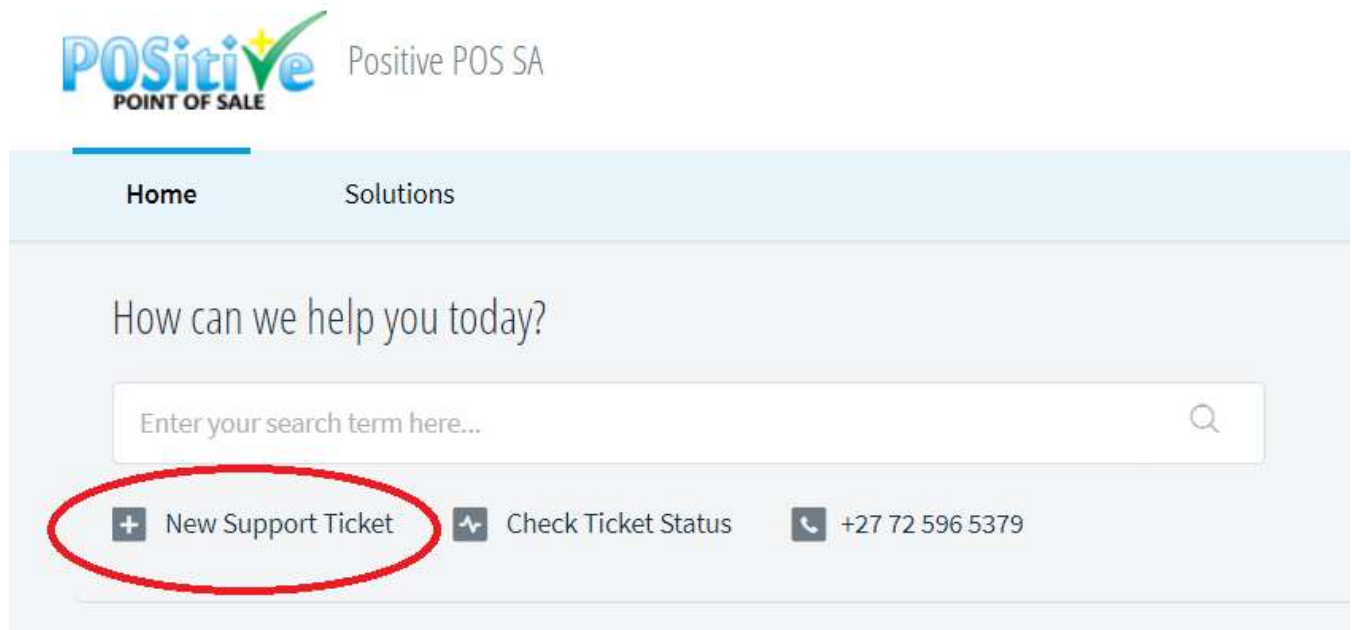 POSitive
POINT OF SALE
Positive POS SA
Home Solutions
How can we help you today?
Enter your search term here...
New Support Ticket Check Ticket Status +27 72 596 5379